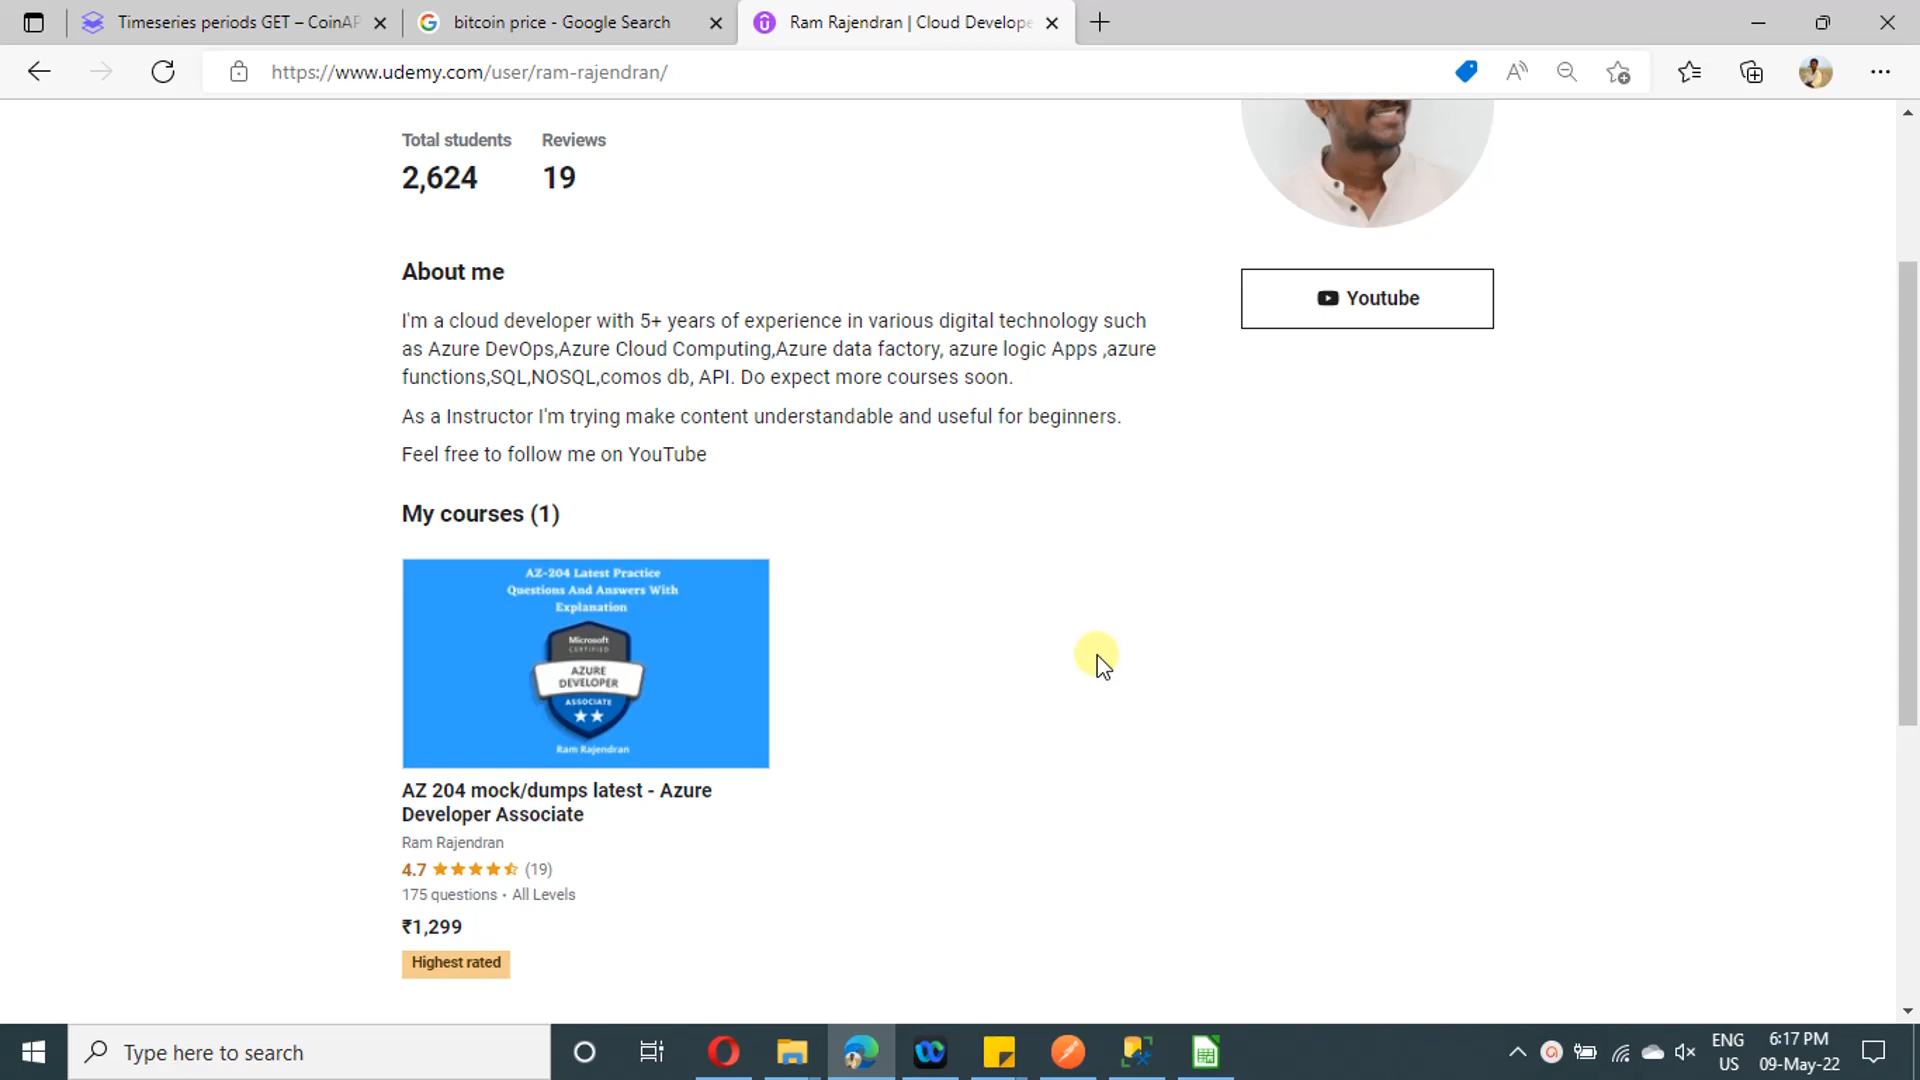 Timeseries periods GET – CoinAP
bitcoin price - Google Search
Ram Rajendran | Cloud Develope
https://www.udemy.com/user/ram-rajendran/
Total students
Reviews
2,624
19
Youtube
About me
I'm a cloud developer with 5+ years of experience in various digital technology such
as Azure DevOps,Azure Cloud Computing,Azure data factory, azure logic Apps ,azure
functions,SQL,NOSQL,comos db, API. Do expect more courses soon.
As a Instructor I'm trying make content understandable and useful for beginners.
Feel free to follow me on YouTube
My courses (1)
AZ-204 Latest Practice
Questions And Answers With
Explanation
Microsoft
CERTIFIED
AZURE
DEVELOPER
ASSOCIATE
Ram Rajendran
AZ 204 mock/dumps latest - Azure
Developer Associate
Ram Rajendran
4.7 (19)
175 questions • All Levels
₹1,299
Highest rated
Type here to search
ENG
US
6:17 PM
09-May-22